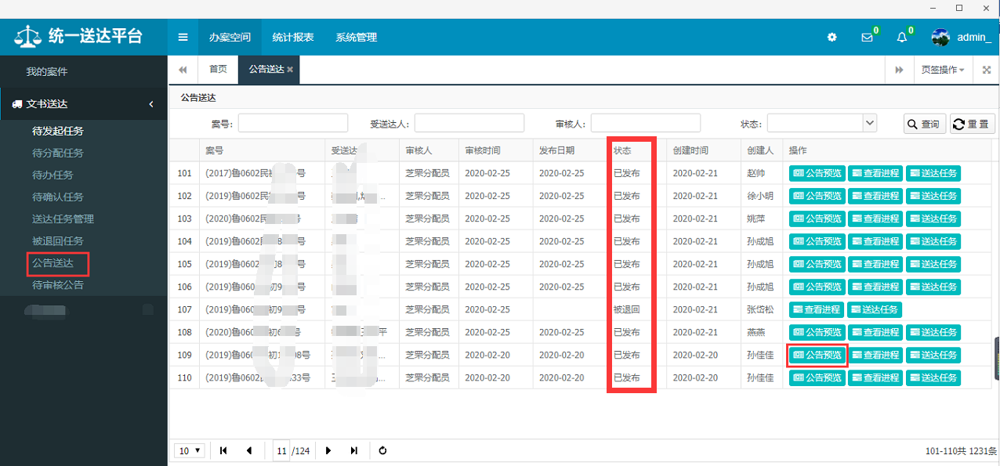 统一送达平台 办案空间 统计报表 系统管理 0 0 admin_
我的案件
文书送达
待发起任务
待分配任务
待办任务
待确认任务
送达任务管理
被退回任务
公告送达
待审核公告
首页 公告送达 页签操作
公告送达
案号: 受送达人: 审核人: 状态: 查询 重置
案号 受送达 审核人 审核时间 发布日期 状态 创建时间 创建人 操作
101 (2017)鲁0602民 号 芝罘分配员 2020-02-25 2020-02-25 已发布 2020-02-21 赵帅 公告预览 查看进程 送达任务
102 (2019)鲁0602民 号 ... 芝罘分配员 2020-02-25 2020-02-25 已发布 2020-02-21 徐小明 公告预览 查看进程 送达任务
103 (2020)鲁0602民 号 芝罘分配员 2020-02-25 2020-02-25 已发布 2020-02-21 姚萍 公告预览 查看进程 送达任务
104 (2019)鲁0602 8 号 芝罘分配员 2020-02-25 2020-02-25 已发布 2020-02-21 孙成旭 公告预览 查看进程 送达任务
105 (2019)鲁0602 初8 号 芝罘分配员 2020-02-25 2020-02-25 已发布 2020-02-21 孙成旭 公告预览 查看进程 送达任务
106 (2019)鲁060 初9 号 芝罘分配员 2020-02-25 2020-02-25 已发布 2020-02-21 孙成旭 公告预览 查看进程 送达任务
107 (2019)鲁060 初9 号 芝罘分配员 2020-02-25 被退回 2020-02-21 张岱松 查看进程 送达任务
108 (2020)鲁060 初6 号 平 芝罘分配员 2020-02-25 2020-02-25 已发布 2020-02-21 燕燕 公告预览 查看进程 送达任务
109 (2019)鲁060 初1 08号 ... 芝罘分配员 2020-02-20 2020-02-20 已发布 2020-02-20 孙佳佳 公告预览 查看进程 送达任务
110 (2019)鲁0602 33号 ... 芝罘分配员 2020-02-20 2020-02-20 已发布 2020-02-20 孙佳佳 公告预览 查看进程 送达任务
10 11 /124 101-110共 1231条